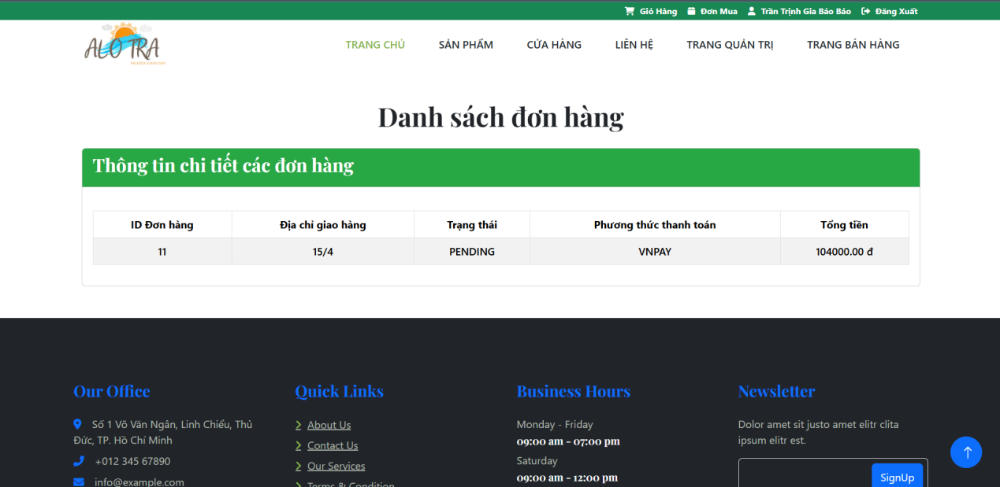 Giỏ Hàng Đơn Mua Trần Trịnh Gia Bảo Bảo Đăng Xuất
ALO TRA
TRANG CHỦ SẢN PHẨM CỬA HÀNG LIÊN HỆ TRANG QUẢN TRỊ TRANG BÁN HÀNG
Danh sách đơn hàng
Thông tin chi tiết các đơn hàng
ID Đơn hàng Địa chỉ giao hàng Trạng thái Phương thức thanh toán Tổng tiền
11 15/4 PENDING VNPAY 104000.00 đ
Our Office
Số 1 Võ Văn Ngân, Linh Chiểu, Thủ
Đức, TP. Hồ Chí Minh
+012 345 67890
info@example.com
Quick Links
About Us
Contact Us
Our Services
Terms & Condition
Business Hours
Monday - Friday
09:00 am - 07:00 pm
Saturday
09:00 am - 12:00 pm
Newsletter
Dolor amet sit justo amet elitr clita
ipsum elitr est.
SignUp